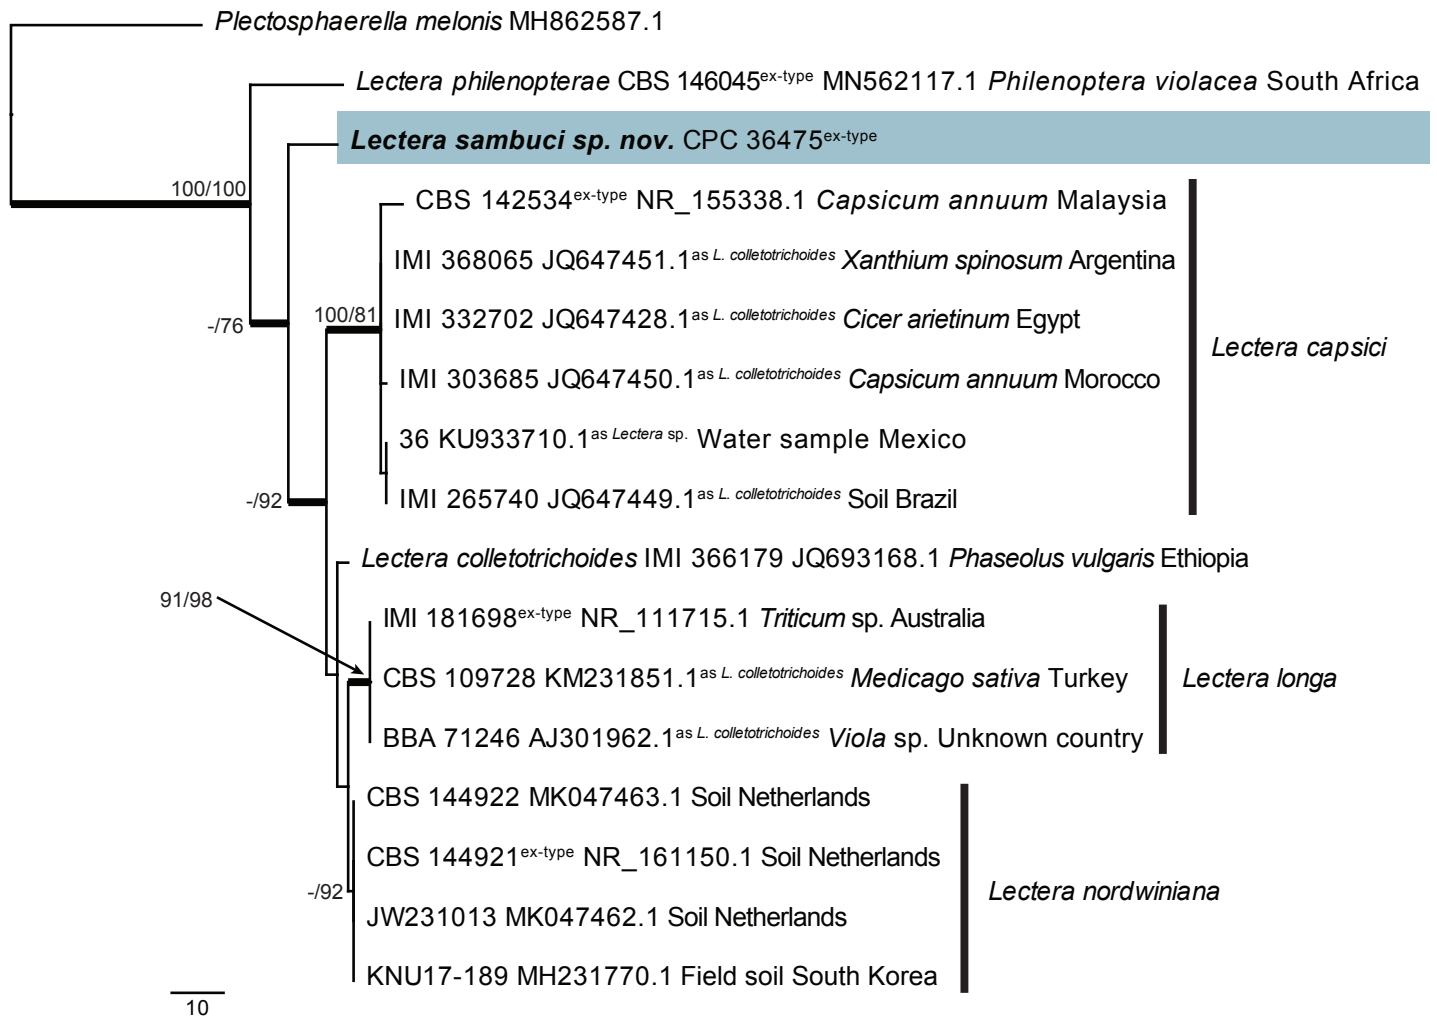 Plectosphaerella melonis MH862587.1
Lectera philenopterae CBS 146045ex-type MN562117.1 Philenoptera violacea South Africa
Lectera sambuci sp. nov. CPC 36475ex-type
100/100
CBS 142534ex-type NR_155338.1 Capsicum annuum Malaysia
IMI 368065 JQ647451.1as L. colletotrichoides Xanthium spinosum Argentina
-/76
100/81
IMI 332702 JQ647428.1as L. colletotrichoides Cicer arietinum Egypt
Lectera capsici
IMI 303685 JQ647450.1as L. colletotrichoides Capsicum annuum Morocco
36 KU933710.1as Lectera sp. Water sample Mexico
-/92
IMI 265740 JQ647449.1as L. colletotrichoides Soil Brazil
Lectera colletotrichoides IMI 366179 JQ693168.1 Phaseolus vulgaris Ethiopia
91/98
IMI 181698ex-type NR_111715.1 Triticum sp. Australia
CBS 109728 KM231851.1as L. colletotrichoides Medicago sativa Turkey
Lectera longa
BBA 71246 AJ301962.1as L. colletotrichoides Viola sp. Unknown country
CBS 144922 MK047463.1 Soil Netherlands
CBS 144921ex-type NR_161150.1 Soil Netherlands
-/92
Lectera nordwiniana
JW231013 MK047462.1 Soil Netherlands
KNU17-189 MH231770.1 Field soil South Korea
10